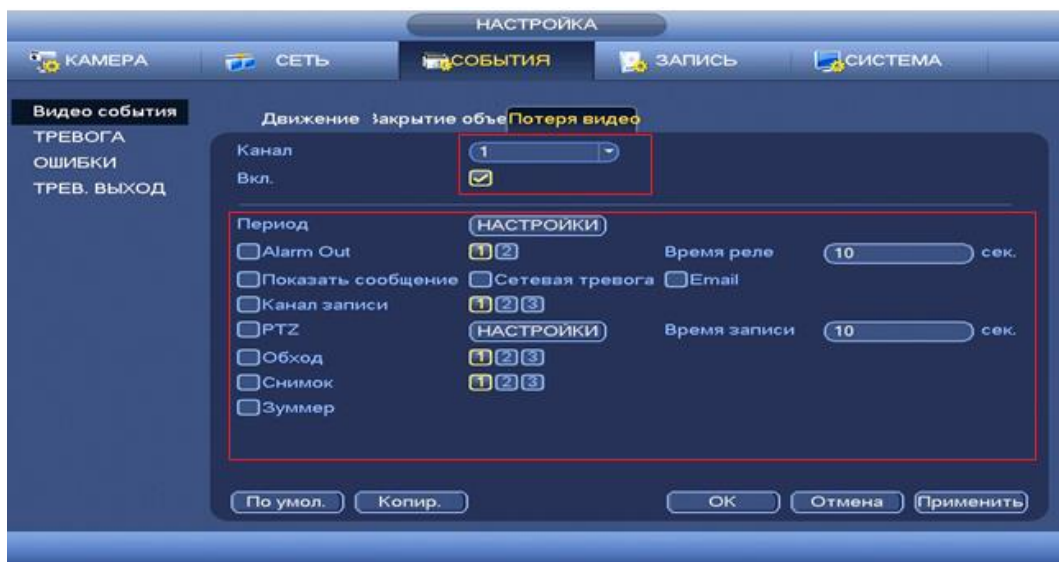 НАСТРОЙКА
КАМЕРА СЕТЬ СОБЫТИЯ ЗАПИСЬ СИСТЕМА
Видео события
ТРЕВОГА
ОШИБКИ
ТРЕВ. ВЫХОД
Движение Закрытие объе Потеря видео
Канал 1
Вкл.
Период НАСТРОЙКИ
Alarm Out 1 2 Время реле 10 сек.
Показать сообщение Сетевая тревога Email
Канал записи 1 2 3
PTZ НАСТРОЙКИ Время записи 10 сек.
Обход 1 2 3
Снимок 1 2 3
Зуммер
По умол. Копир. OK Отмена Применить